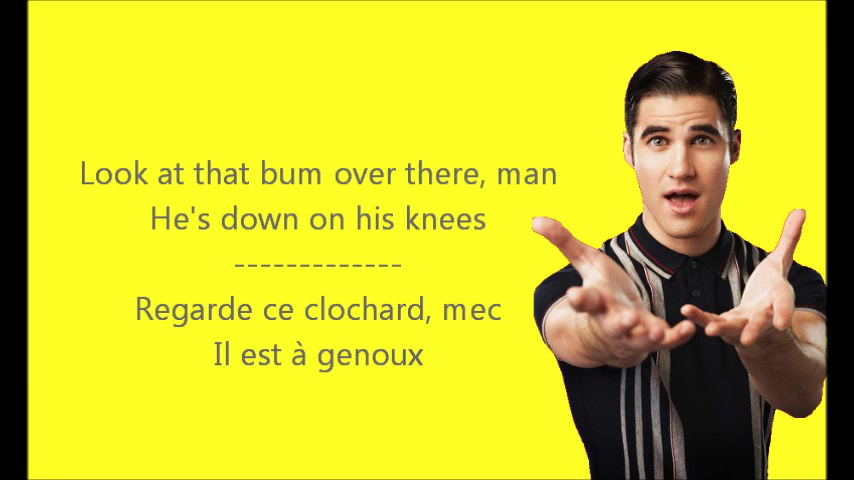 Look at that bum over there, man
He's down on his knees
-------------
Regarde ce clochard, mec
Il est à genoux